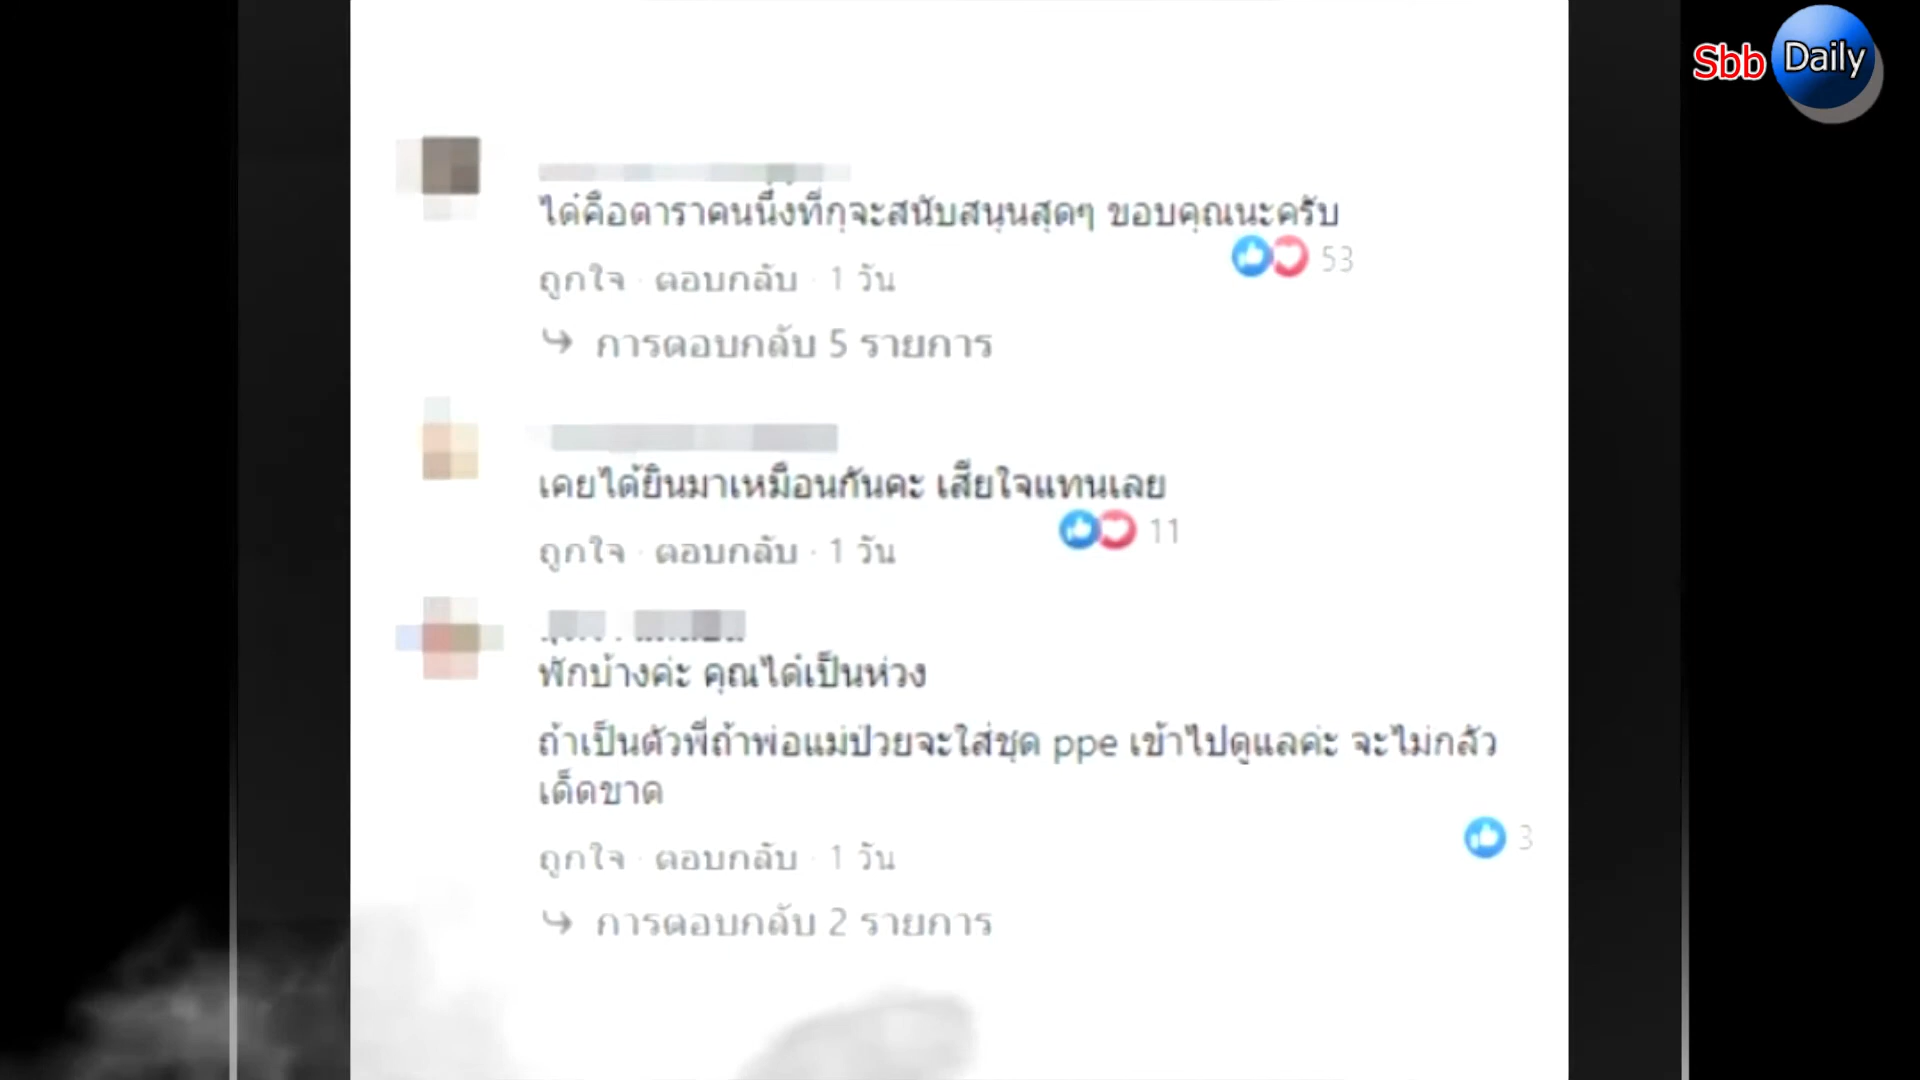 Sbb Daily
ได๋คือดาราคนนึ่งที่กุจะสนับสนุนสุดๆ ขอบคุณนะครับ
53
ถูกใจ · ตอบกลับ · 1 วัน
การตอบกลับ 5 รายการ
เคยได้ยินมาเหมือนกันคะ เสียใจแทนเลย
11
ถูกใจ · ตอบกลับ · 1 วัน
พักบ้างค่ะ คุณได๋เป็นห่วง
ถ้าเป็นตัวพี่ถ้าพ่อแม่ป่วยจะใส่ชุด ppe เข้าไปดูแลค่ะ จะไม่กลัว
เด็ดขาด
3
ถูกใจ · ตอบกลับ · 1 วัน
การตอบกลับ 2 รายการ